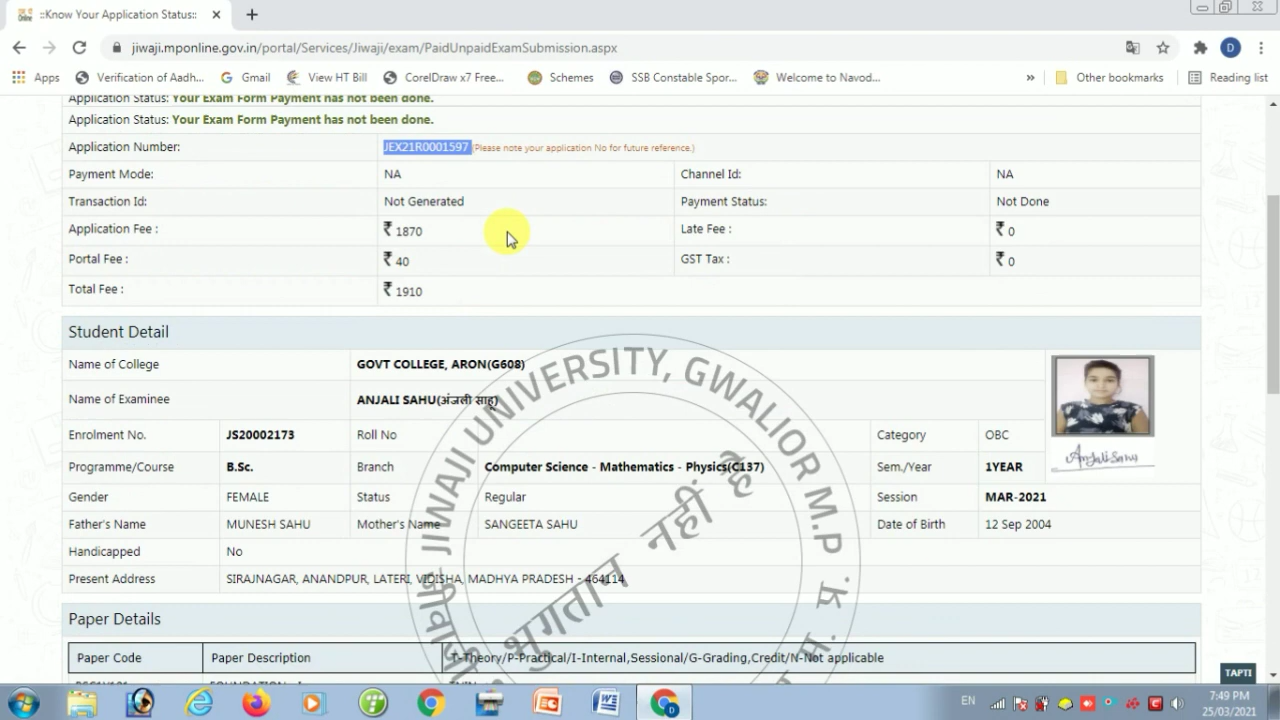 ::Know Your Application Status::
jiwaji.mponline.gov.in/portal/Services/Jiwaji/exam/PaidUnpaidExamSubmission.aspx
D
Apps Verification of Aadh... Gmail View HT Bill CorelDraw x7 Free... Schemes SSB Constable Spor... Welcome to Navod... » Other bookmarks Reading list
Application Status: Your Exam Form Payment has not been done.
Application Status: Your Exam Form Payment has not been done.
Application Number: JEX21R0001597 (Please note your application No for future reference.)
Payment Mode: NA Channel Id: NA
Transaction Id: Not Generated Payment Status: Not Done
Application Fee : ₹ 1870 Late Fee : ₹ 0
Portal Fee : ₹ 40 GST Tax : ₹ 0
Total Fee : ₹ 1910
Student Detail
Name of College GOVT COLLEGE, ARON(G608)
Name of Examinee ANJALI SAHU(अंजली साहू)
Enrolment No. JS20002173 Roll No Category OBC
Anjali Sahu
Programme/Course B.Sc. Branch Computer Science - Mathematics - Physics(C137) Sem./Year 1YEAR
Gender FEMALE Status Regular Session MAR-2021
Father's Name MUNESH SAHU Mother's Name SANGEETA SAHU Date of Birth 12 Sep 2004
Handicapped No
Present Address SIRAJNAGAR, ANANDPUR, LATERI, VIDISHA, MADHYA PRADESH - 464114
JIWAJI UNIVERSITY, GWALIOR M.P
भुगतान नहीं है
Paper Details
Paper Code Paper Description T-Theory/P-Practical/I-Internal,Sessional/G-Grading,Credit/N-Not applicable
TAPTI
EN 7:49 PM
25/03/2021